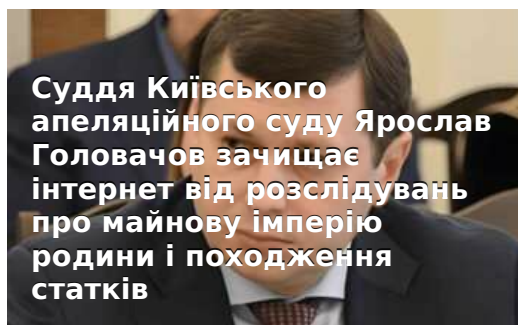 Суддя Київського
апеляційного суду Ярослав
Головачов зачищає
інтернет від розслідувань
про майнову імперію
родини і походження
статків